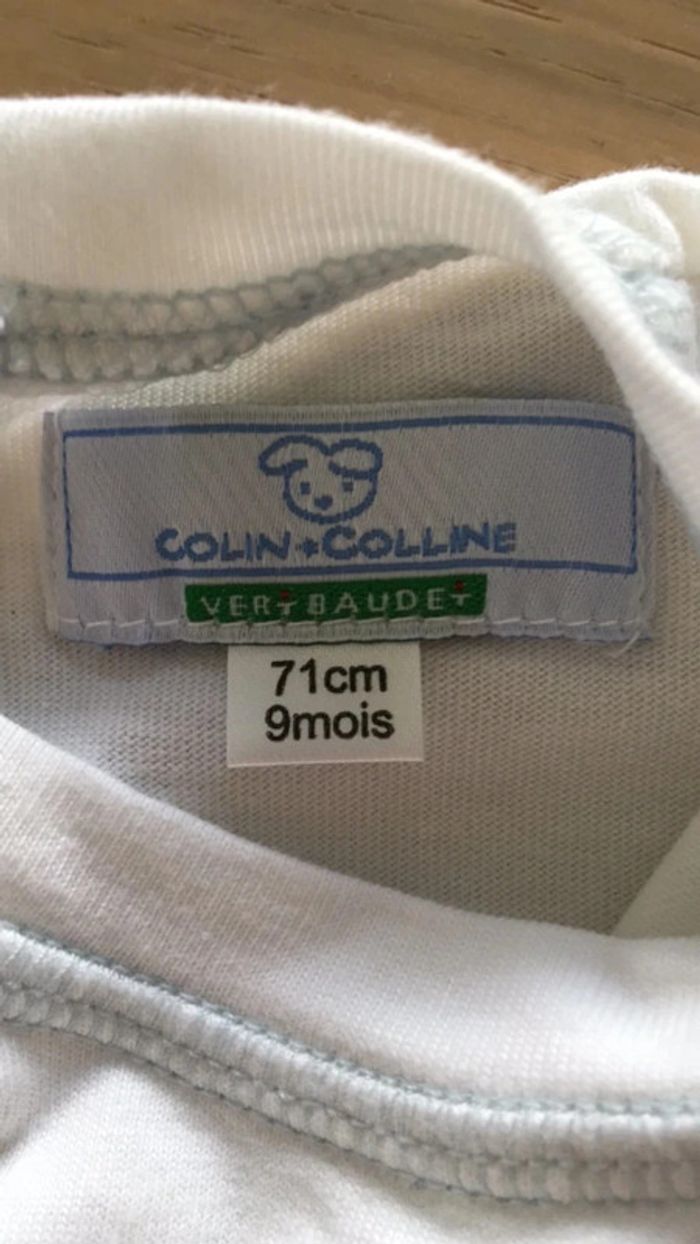 COLIN+COLLINE
VERTBAUDET
71cm
9mois